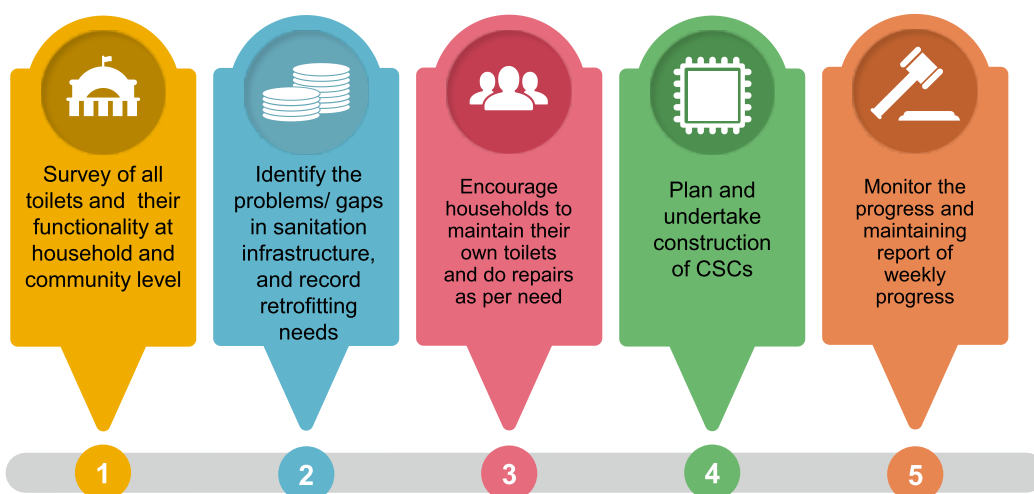 Survey of all
toilets and  their
functionality at
household and
community level
Identify the
problems/ gaps
in sanitation
infrastructure,
and record
retrofitting
needs
Encourage
households to
maintain their
own toilets
and do repairs
as per need
Plan and
undertake
construction
of CSCs
Monitor the
progress and
maintaining
report of
weekly
progress
1
2
3
4
5